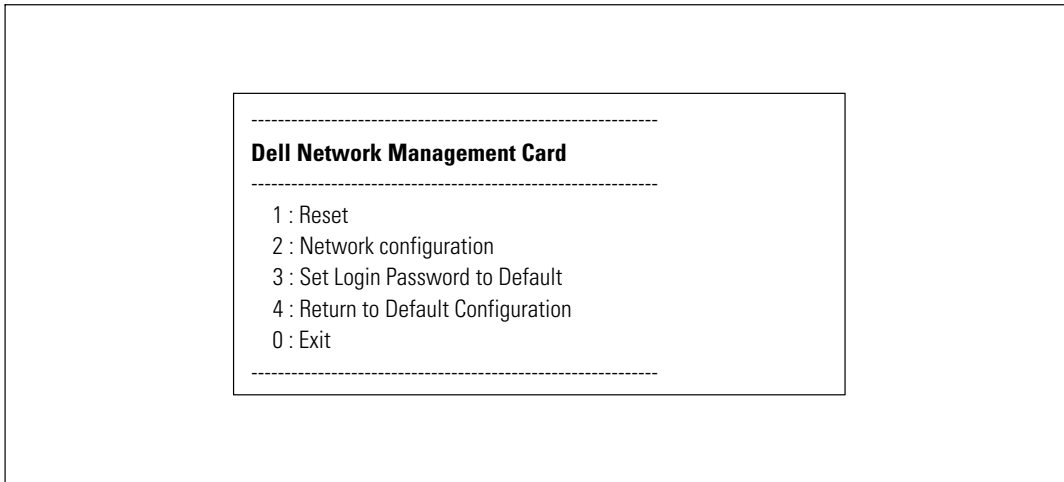 -------------------------------------------------------------
Dell Network Management Card
-------------------------------------------------------------
1 : Reset
2 : Network configuration
3 : Set Login Password to Default
4 : Return to Default Configuration
0 : Exit
-------------------------------------------------------------